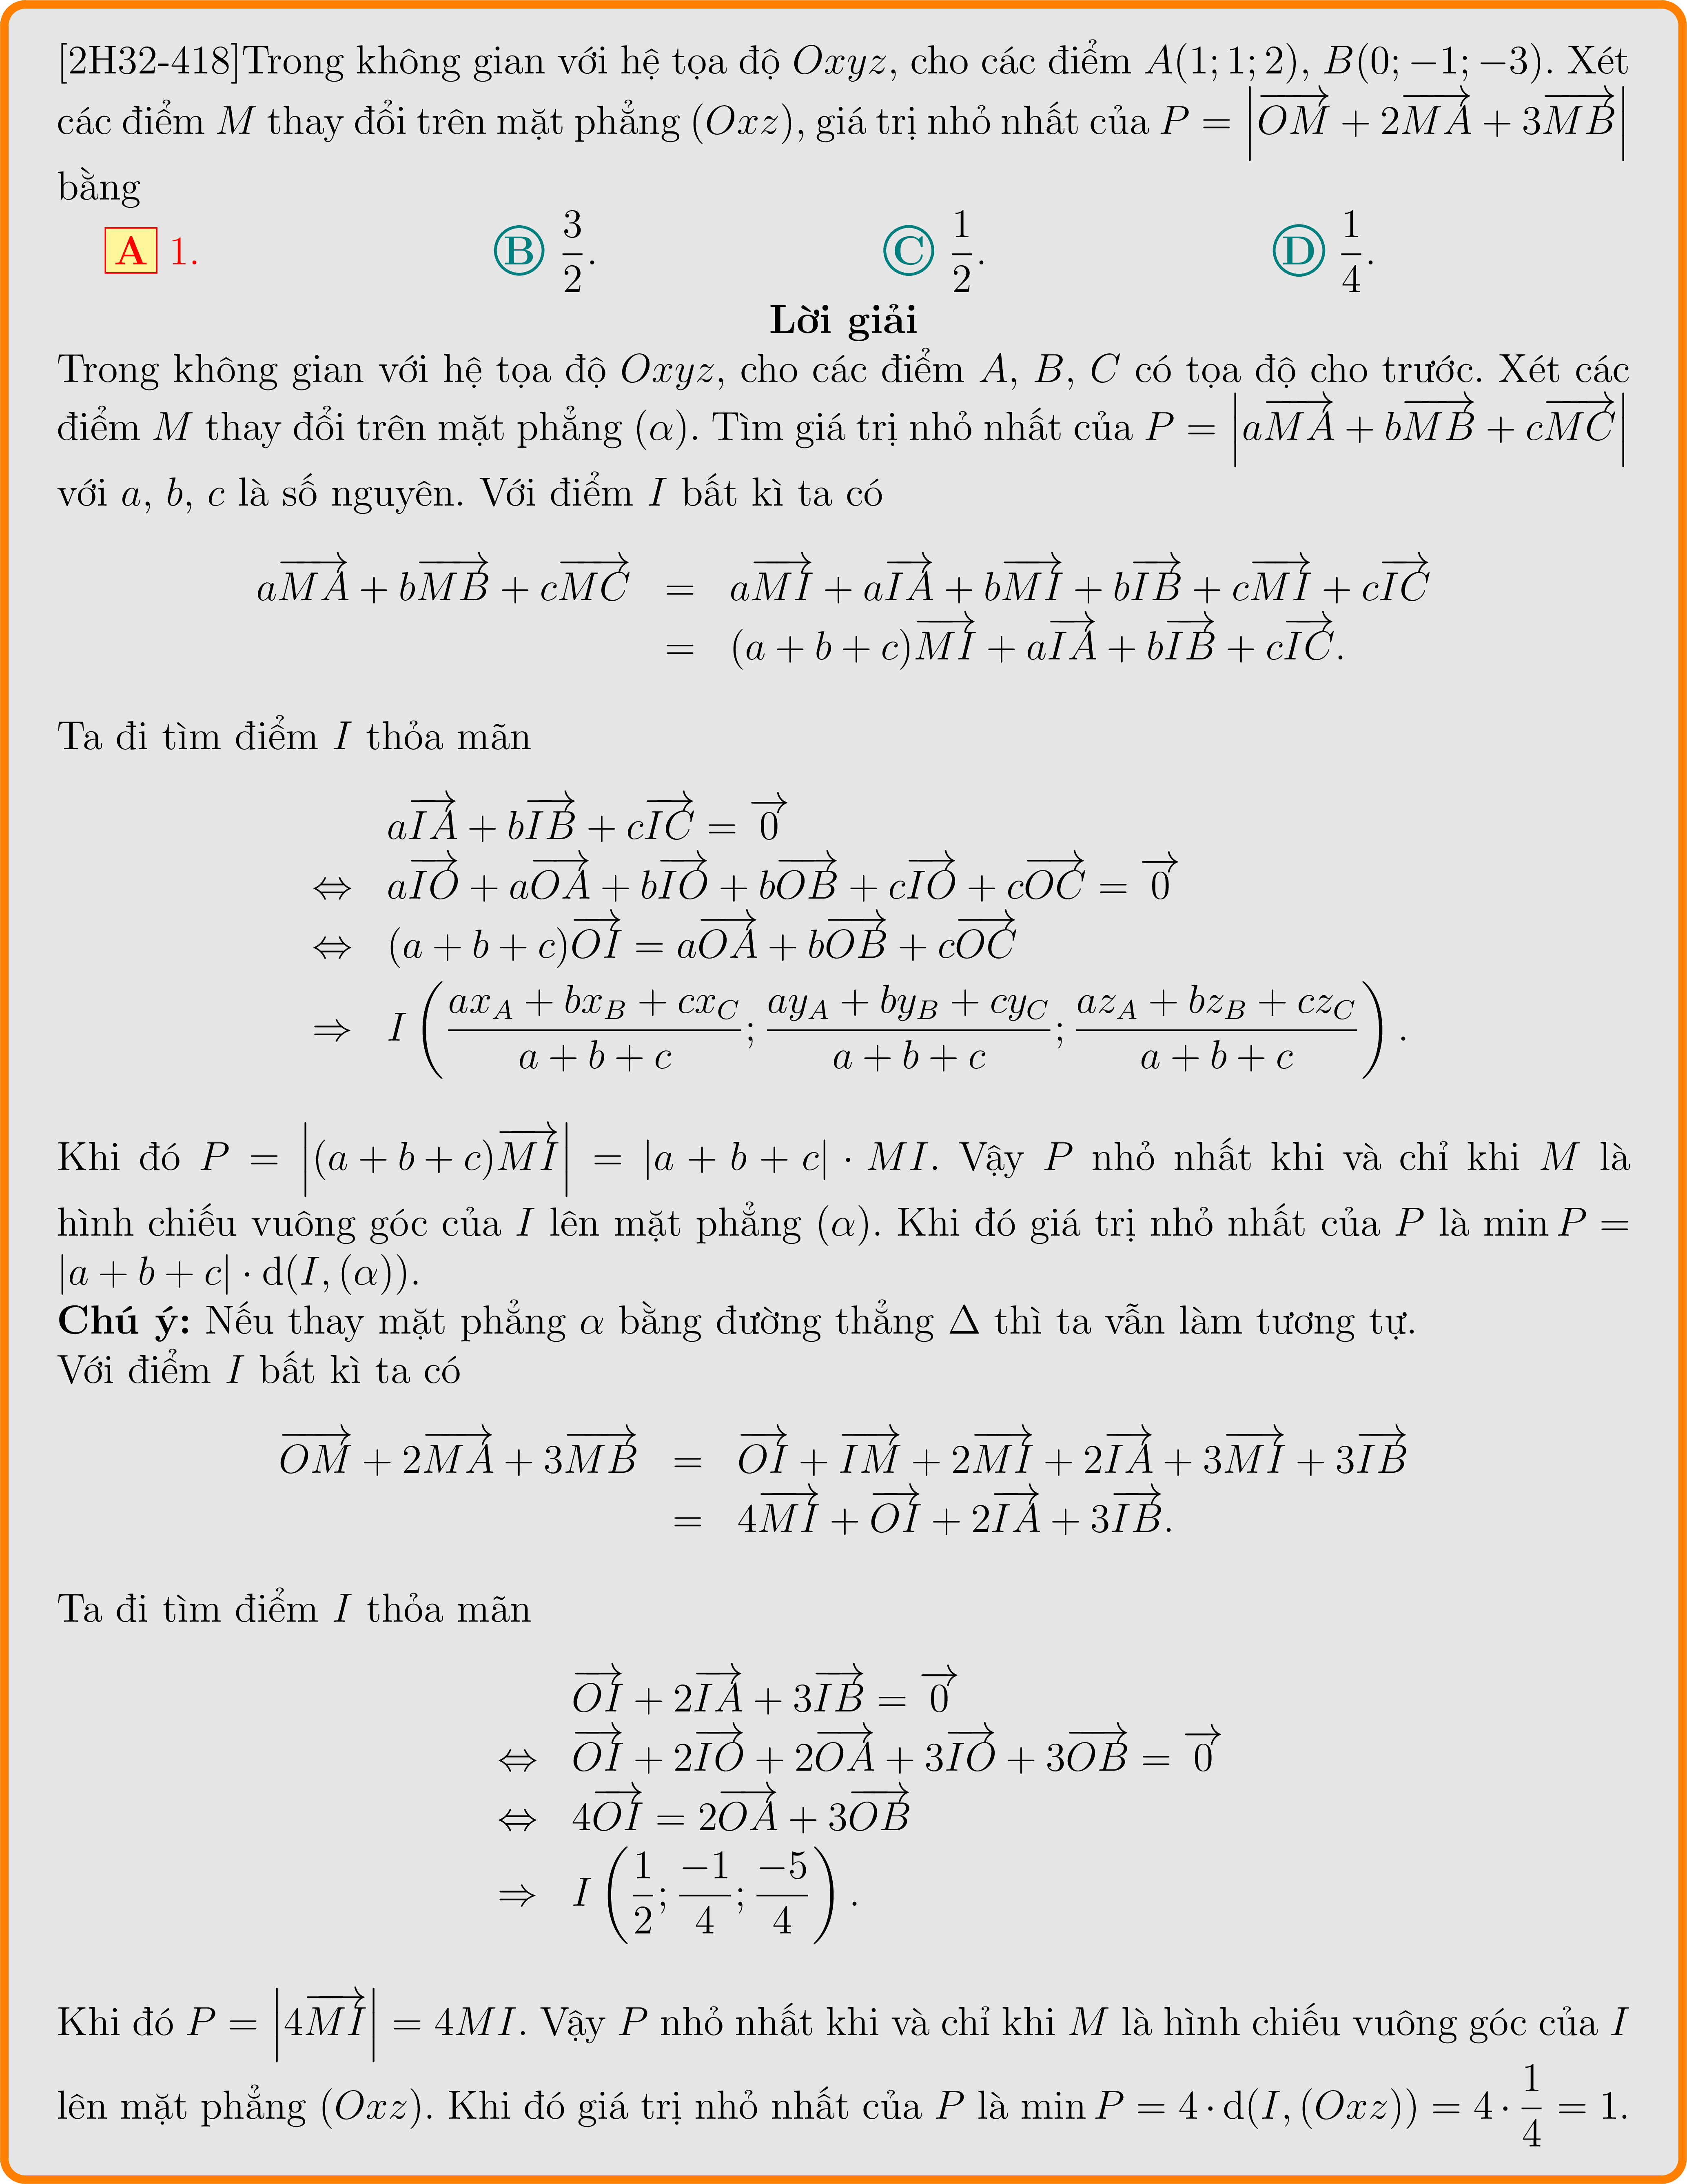 [2H32-418]Trong không gian với hệ tọa độ $Oxyz$, cho các điểm $A(1;1;2)$, $B(0;-1;-3)$. Xét
các điểm $M$ thay đổi trên mặt phẳng $(Oxz)$, giá trị nhỏ nhất của $P = \left|\overrightarrow{OM} + 2\overrightarrow{MA} + 3\overrightarrow{MB}\right|$
bằng
A 1. B $\frac{3}{2}$. C $\frac{1}{2}$. D $\frac{1}{4}$.
Lời giải
Trong không gian với hệ tọa độ $Oxyz$, cho các điểm $A$, $B$, $C$ có tọa độ cho trước. Xét các
điểm $M$ thay đổi trên mặt phẳng $(\alpha)$. Tìm giá trị nhỏ nhất của $P = \left|a\overrightarrow{MA} + b\overrightarrow{MB} + c\overrightarrow{MC}\right|$
với $a$, $b$, $c$ là số nguyên. Với điểm $I$ bất kì ta có
$a\overrightarrow{MA} + b\overrightarrow{MB} + c\overrightarrow{MC} = a\overrightarrow{MI} + a\overrightarrow{IA} + b\overrightarrow{MI} + b\overrightarrow{IB} + c\overrightarrow{MI} + c\overrightarrow{IC}$
$= (a + b + c)\overrightarrow{MI} + a\overrightarrow{IA} + b\overrightarrow{IB} + c\overrightarrow{IC}.$
Ta đi tìm điểm $I$ thỏa mãn
$a\overrightarrow{IA} + b\overrightarrow{IB} + c\overrightarrow{IC} = \overrightarrow{0}$
$\Leftrightarrow a\overrightarrow{IO} + a\overrightarrow{OA} + b\overrightarrow{IO} + b\overrightarrow{OB} + c\overrightarrow{IO} + c\overrightarrow{OC} = \overrightarrow{0}$
$\Leftrightarrow (a + b + c)\overrightarrow{OI} = a\overrightarrow{OA} + b\overrightarrow{OB} + c\overrightarrow{OC}$
$\Rightarrow I\left(\frac{ax_A + bx_B + cx_C}{a + b + c}; \frac{ay_A + by_B + cy_C}{a + b + c}; \frac{az_A + bz_B + cz_C}{a + b + c}\right).$
Khi đó $P = \left|(a + b + c)\overrightarrow{MI}\right| = |a + b + c| \cdot MI$. Vậy $P$ nhỏ nhất khi và chỉ khi $M$ là
hình chiếu vuông góc của $I$ lên mặt phẳng $(\alpha)$. Khi đó giá trị nhỏ nhất của $P$ là $\min P =$
$|a + b + c| \cdot \mathrm{d}(I, (\alpha))$.
Chú ý: Nếu thay mặt phẳng $\alpha$ bằng đường thẳng $\Delta$ thì ta vẫn làm tương tự.
Với điểm $I$ bất kì ta có
$\overrightarrow{OM} + 2\overrightarrow{MA} + 3\overrightarrow{MB} = \overrightarrow{OI} + \overrightarrow{IM} + 2\overrightarrow{MI} + 2\overrightarrow{IA} + 3\overrightarrow{MI} + 3\overrightarrow{IB}$
$= 4\overrightarrow{MI} + \overrightarrow{OI} + 2\overrightarrow{IA} + 3\overrightarrow{IB}.$
Ta đi tìm điểm $I$ thỏa mãn
$\overrightarrow{OI} + 2\overrightarrow{IA} + 3\overrightarrow{IB} = \overrightarrow{0}$
$\Leftrightarrow \overrightarrow{OI} + 2\overrightarrow{IO} + 2\overrightarrow{OA} + 3\overrightarrow{IO} + 3\overrightarrow{OB} = \overrightarrow{0}$
$\Leftrightarrow 4\overrightarrow{OI} = 2\overrightarrow{OA} + 3\overrightarrow{OB}$
$\Rightarrow I\left(\frac{1}{2}; \frac{-1}{4}; \frac{-5}{4}\right).$
Khi đó $P = \left|4\overrightarrow{MI}\right| = 4MI$. Vậy $P$ nhỏ nhất khi và chỉ khi $M$ là hình chiếu vuông góc của $I$
lên mặt phẳng $(Oxz)$. Khi đó giá trị nhỏ nhất của $P$ là $\min P = 4 \cdot \mathrm{d}(I, (Oxz)) = 4 \cdot \frac{1}{4} = 1$.